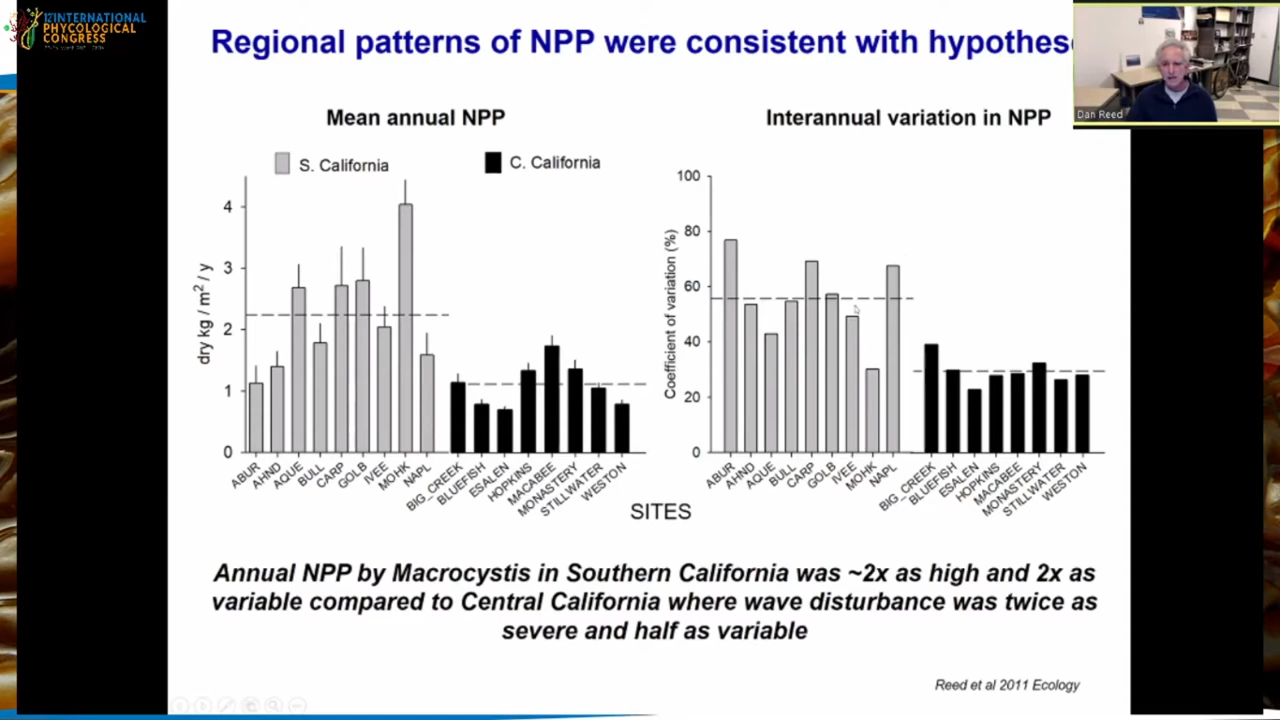 12th INTERNATIONAL
PHYCOLOGICAL
CONGRESS
Regional patterns of NPP were consistent with hypothes
Dan Reed
Mean annual NPP
Interannual variation in NPP
S. California
C. California
dry kg / m2 / y
4
3
2
1
0
ABUR
AHND
AQUE
BULL
CARP
GOLB
IVEE
MOHK
NAPL
BIG_CREEK
BLUEFISH
ESALEN
HOPKINS
MACABEE
MONASTERY
STILLWATER
WESTON
Coefficient of variation (%)
100
80
60
40
20
0
ABUR
AHND
AQUE
BULL
CARP
GOLB
IVEE
MOHK
NAPL
BIG_CREEK
BLUEFISH
ESALEN
HOPKINS
MACABEE
MONASTERY
STILLWATER
WESTON
SITES
Annual NPP by Macrocystis in Southern California was ~2x as high and 2x as
variable compared to Central California where wave disturbance was twice as
severe and half as variable
Reed et al 2011 Ecology